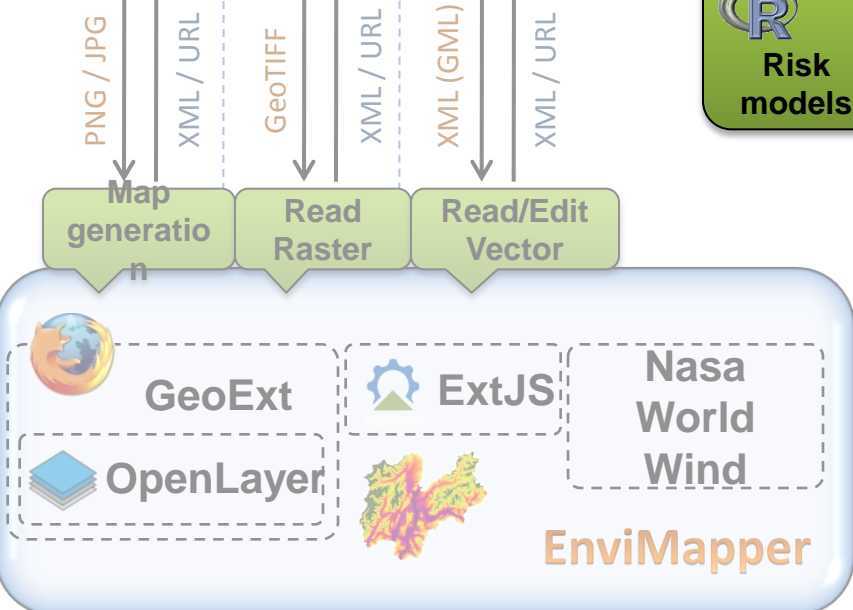 PNG / JPG
XML / URL
GeoTIFF
XML / URL
XML (GML)
XML / URL
R
Risk
models
Map
generatio
n
Read
Raster
Read/Edit
Vector
GeoExt
ExtJS
Nasa
World
Wind
OpenLayer
EnviMapper